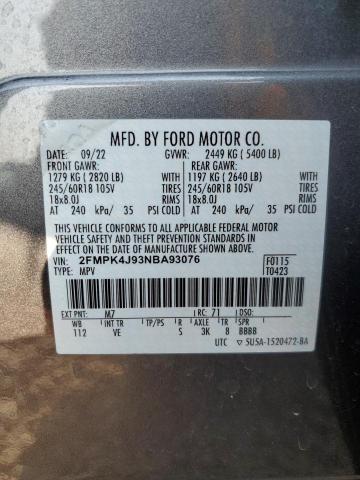 MFD. BY FORD MOTOR CO.
DATE: 09/22 GVWR: 2449 KG ( 5400 LB)
FRONT GAWR: REAR GAWR:
1279 KG ( 2820 LB) WITH 1197 KG ( 2640 LB) WITH
245/60R18 105V TIRES 245/60R18 105V TIRES
18x8.0J RIMS 18x8.0J RIMS
AT 240 kPa/ 35 PSI COLD AT 240 kPa/ 35 PSI COLD
THIS VEHICLE CONFORMS TO ALL APPLICABLE FEDERAL MOTOR
VEHICLE SAFETY AND THEFT PREVENTION STANDARDS IN EFFECT
ON THE DATE OF MANUFACTURE SHOWN ABOVE.
VIN: 2FMPK4J93NBA93076 F0115
TYPE: MPV T0423
EXT PNT: M7 RC: 71 DSO:
WB INT TR TP/PS R AXLE TR SPR
112 VE S 3K 8 BBBB
UTC ▽ 5U5A-1520472-BA